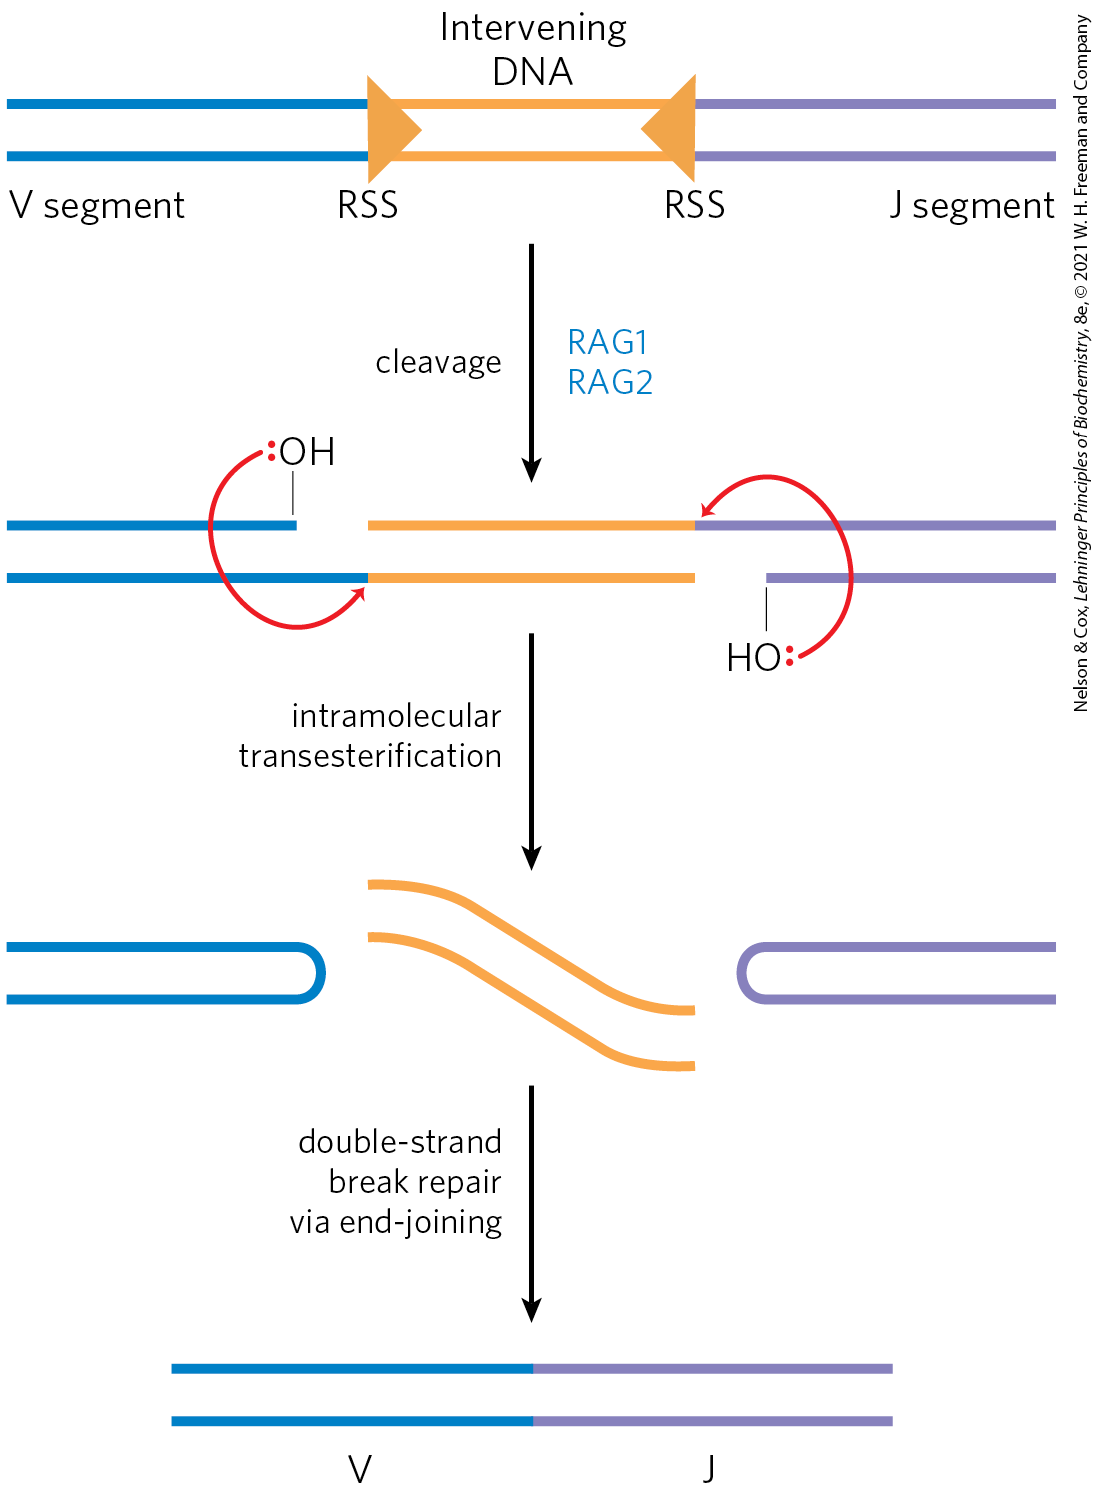 Intervening
DNA
V segment
RSS
RSS
J segment
cleavage
RAG1
RAG2
:OH
HO:
intramolecular
transesterification
double-strand
break repair
via end-joining
V
J
Nelson & Cox, Lehninger Principles of Biochemistry, 8e, © 2021 W. H. Freeman and Company